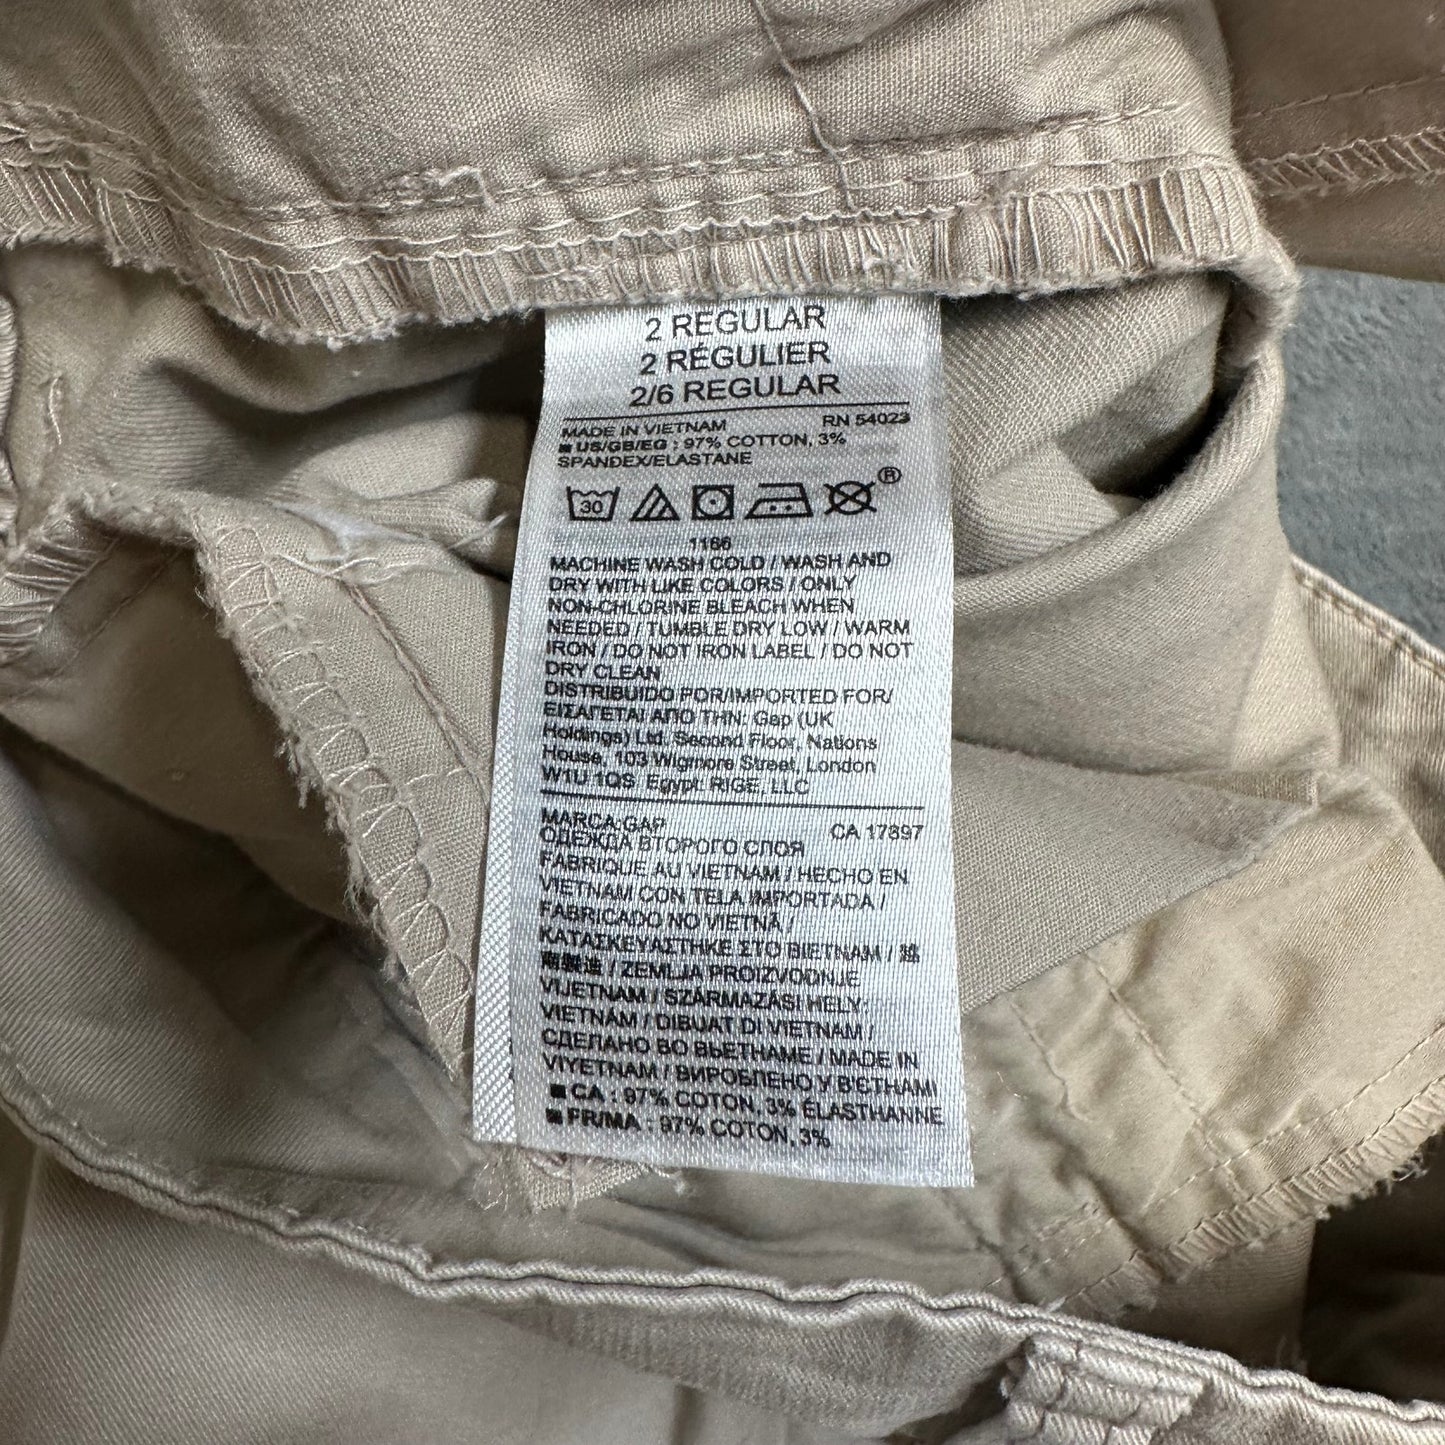 2 REGULAR
2 RÉGULIER
2/6 REGULAR
MADE IN VIETNAM RN 54023
■ US/GB/EG : 97% COTTON, 3%
SPANDEX/ELASTANE
30 ®
1166
MACHINE WASH COLD / WASH AND
DRY WITH LIKE COLORS / ONLY
NON-CHLORINE BLEACH WHEN
NEEDED / TUMBLE DRY LOW / WARM
IRON / DO NOT IRON LABEL / DO NOT
DRY CLEAN
DISTRIBUIDO POR/IMPORTED FOR/
ΕΙΣΑΓΕΤΑΙ ΑΠΟ ΤΗΝ: Gap (UK
Holdings) Ltd. Second Floor, Nations
House, 103 Wigmore Street, London
W1U 1QS Egypt: RIGE, LLC
MARCA:GAP CA 17897
ОДЕЖДА ВТОРОГО СЛОЯ
FABRIQUE AU VIETNAM / HECHO EN
VIETNAM CON TELA IMPORTADA /
FABRICADO NO VIETNÃ /
ΚΑΤΑΣΚΕΥΑΣΤΗΚΕ ΣΤΟ ΒΙΕΤΝΑΜ / 越
南製造 / ZEMLJA PROIZVODNJE
VIJETNAM / SZÁRMAZÁSI HELY:
VIETNÁM / DIBUAT DI VIETNAM /
СДЕЛАНО ВО ВЬЕТНАМЕ / MADE IN
VIYETNAM / ВИРОБЛЕНО У В'ЄТНАМІ
■ CA : 97% COTON, 3% ÉLASTHANNE
■ FR/MA : 97% COTON, 3%